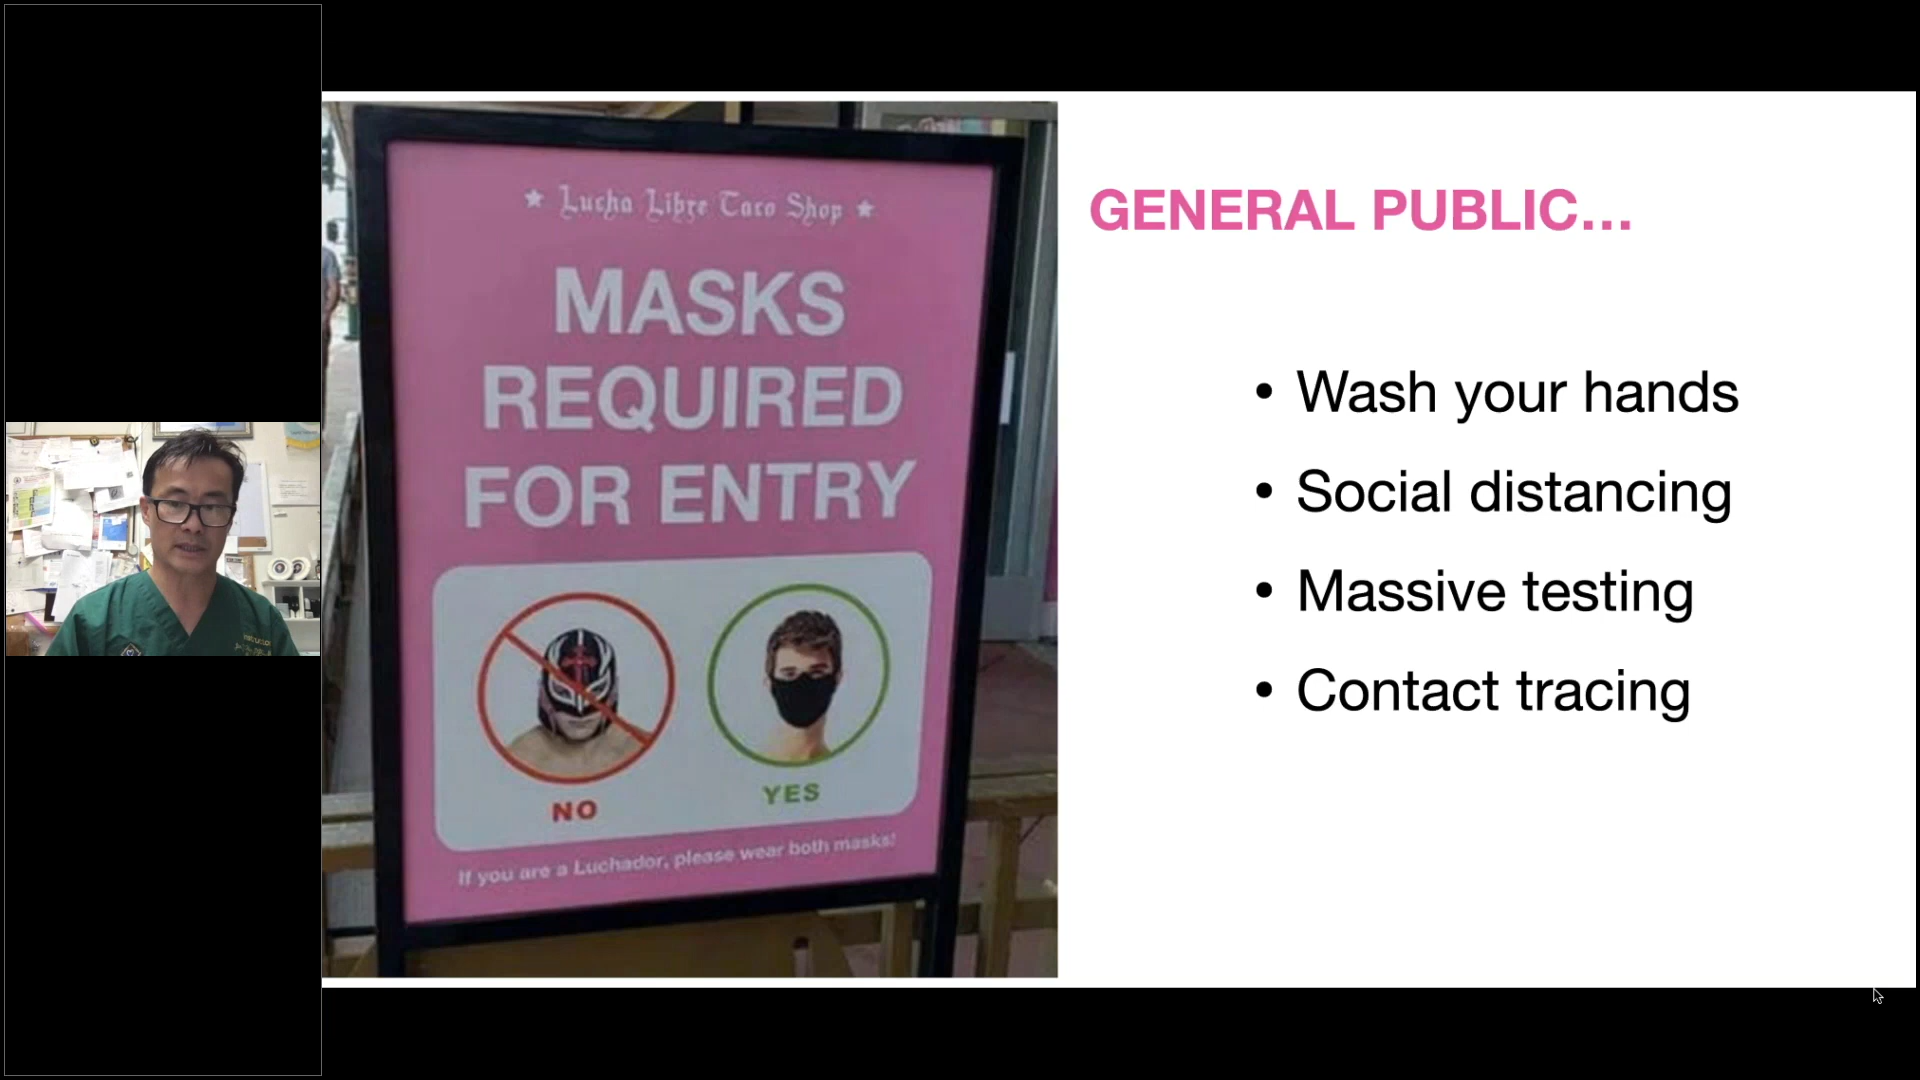 ★ Lucha Libre Taco Shop ★
MASKS
REQUIRED
FOR ENTRY
NO
YES
If you are a Luchador, please wear both masks!
GENERAL PUBLIC...
• Wash your hands
• Social distancing
• Massive testing
• Contact tracing